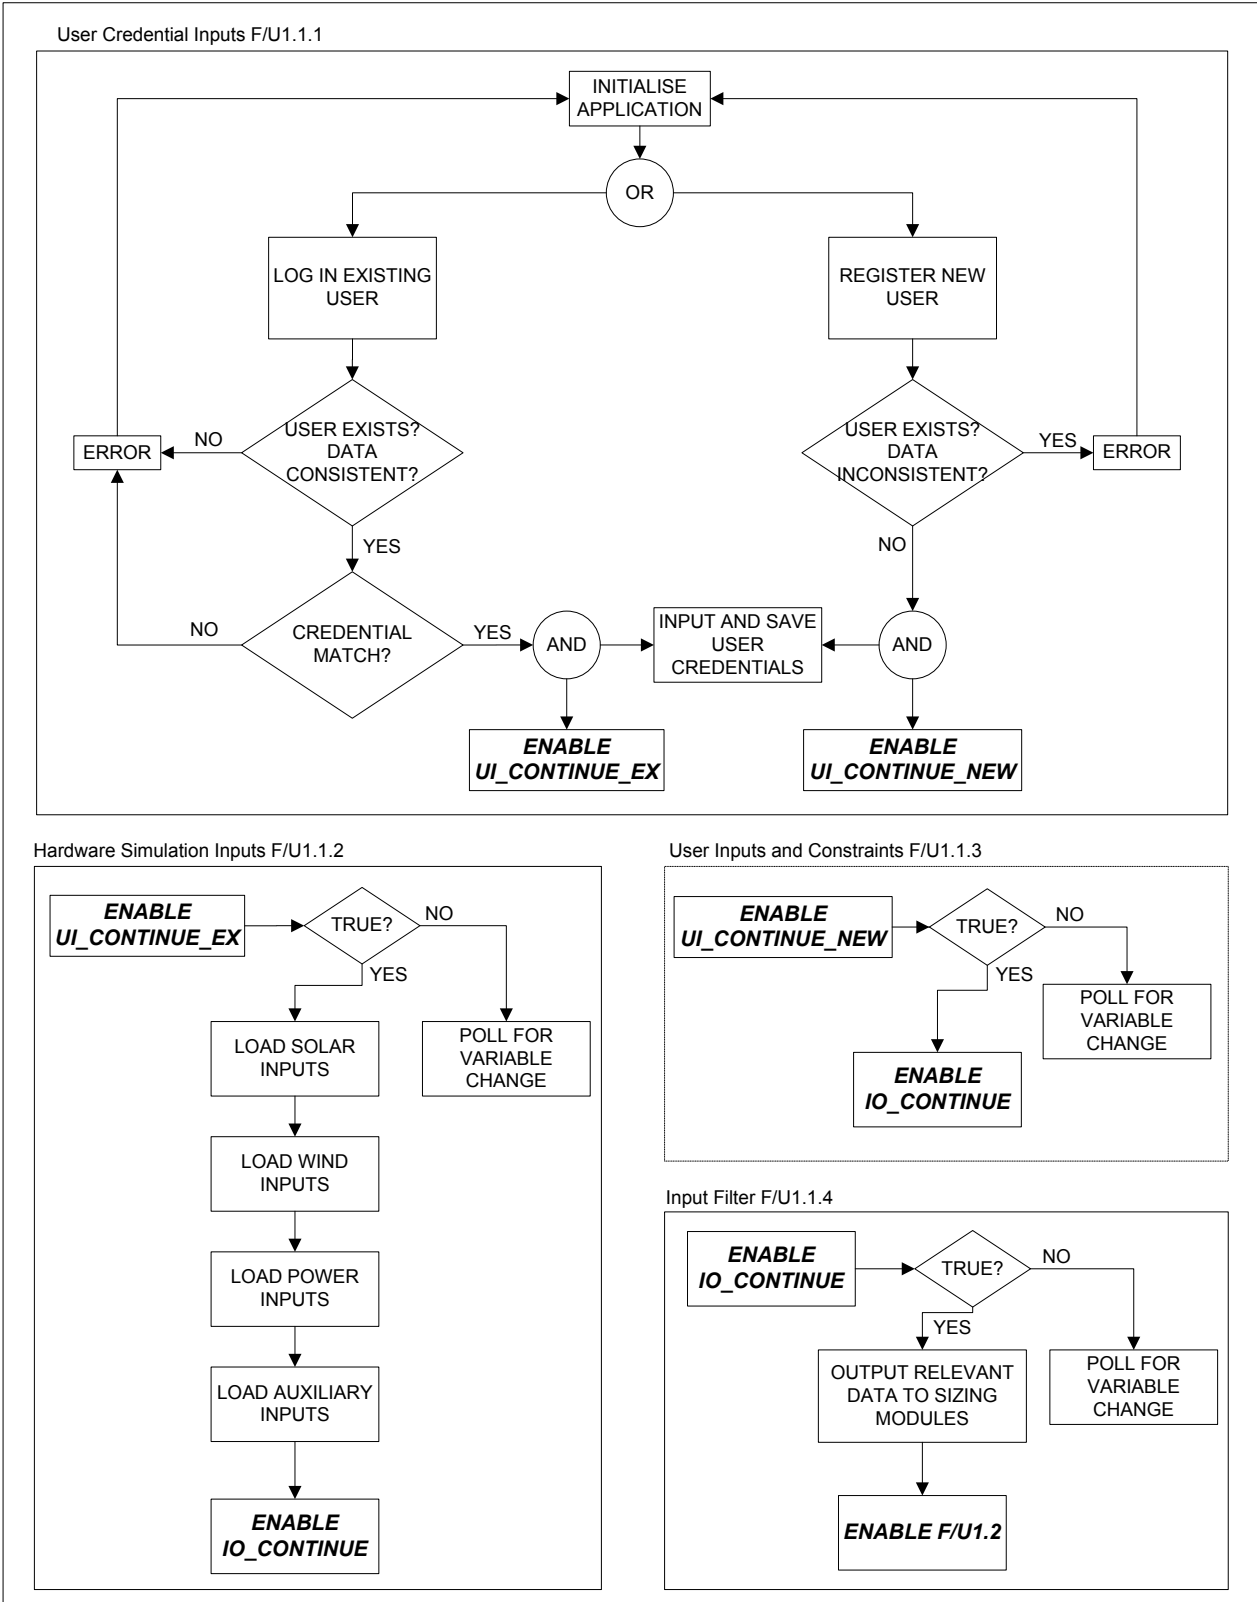 User Credential Inputs F/U1.1.1
INITIALISE
APPLICATION
OR
LOG IN EXISTING
USER
REGISTER NEW
USER
USER EXISTS?
DATA
CONSISTENT?
NO
ERROR
YES
USER EXISTS?
DATA
INCONSISTENT?
YES
ERROR
NO
CREDENTIAL
MATCH?
NO
YES
AND
INPUT AND SAVE
USER
CREDENTIALS
AND
ENABLE
UI_CONTINUE_EX
ENABLE
UI_CONTINUE_NEW
Hardware Simulation Inputs F/U1.1.2
ENABLE
UI_CONTINUE_EX
TRUE?
NO
YES
LOAD SOLAR
INPUTS
POLL FOR
VARIABLE
CHANGE
LOAD WIND
INPUTS
LOAD POWER
INPUTS
LOAD AUXILIARY
INPUTS
ENABLE
IO_CONTINUE
User Inputs and Constraints F/U1.1.3
ENABLE
UI_CONTINUE_NEW
TRUE?
NO
YES
POLL FOR
VARIABLE
CHANGE
ENABLE
IO_CONTINUE
Input Filter F/U1.1.4
ENABLE
IO_CONTINUE
TRUE?
NO
YES
OUTPUT RELEVANT
DATA TO SIZING
MODULES
POLL FOR
VARIABLE
CHANGE
ENABLE F/U1.2